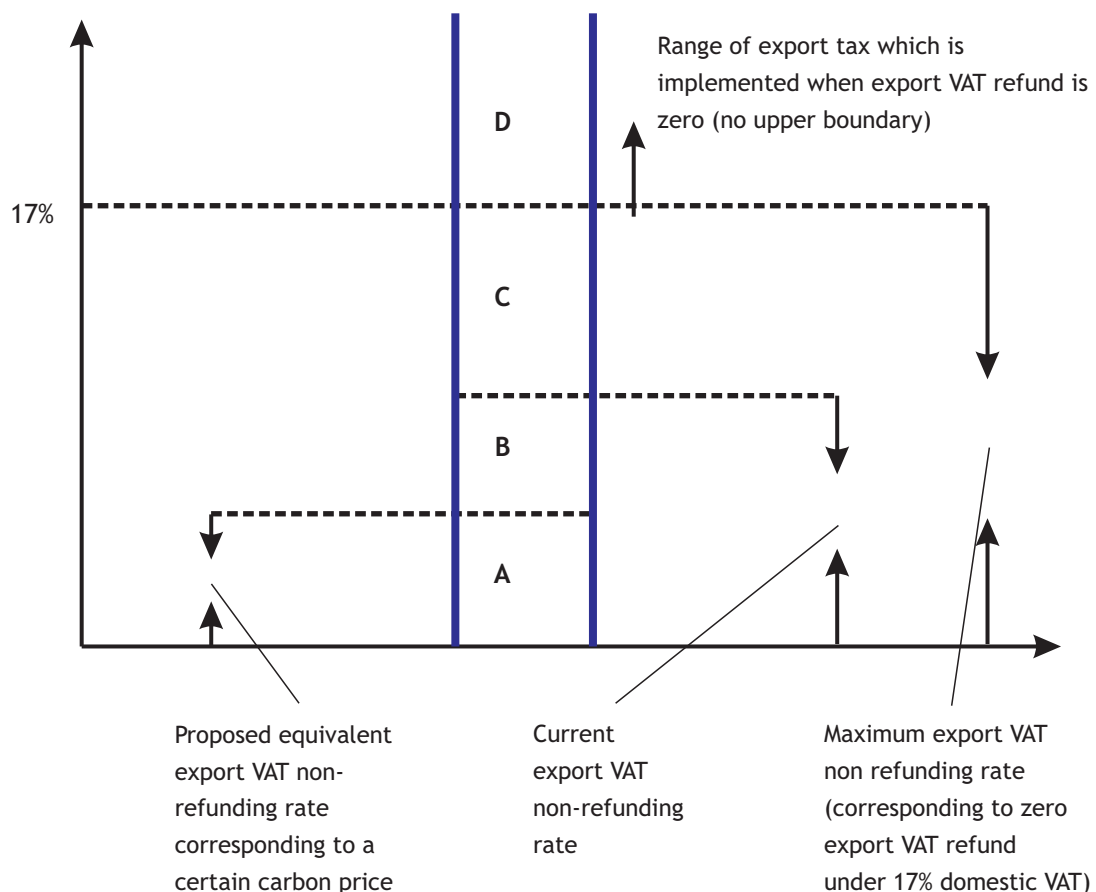 Range of export tax which is
implemented when export VAT refund is
zero (no upper boundary)
D
17%
C
B
A
Proposed equivalent
export VAT non-
refunding rate
corresponding to a
certain carbon price
Current
export VAT
non-refunding
rate
Maximum export VAT
non refunding rate
(corresponding to zero
export VAT refund
under 17% domestic VAT)